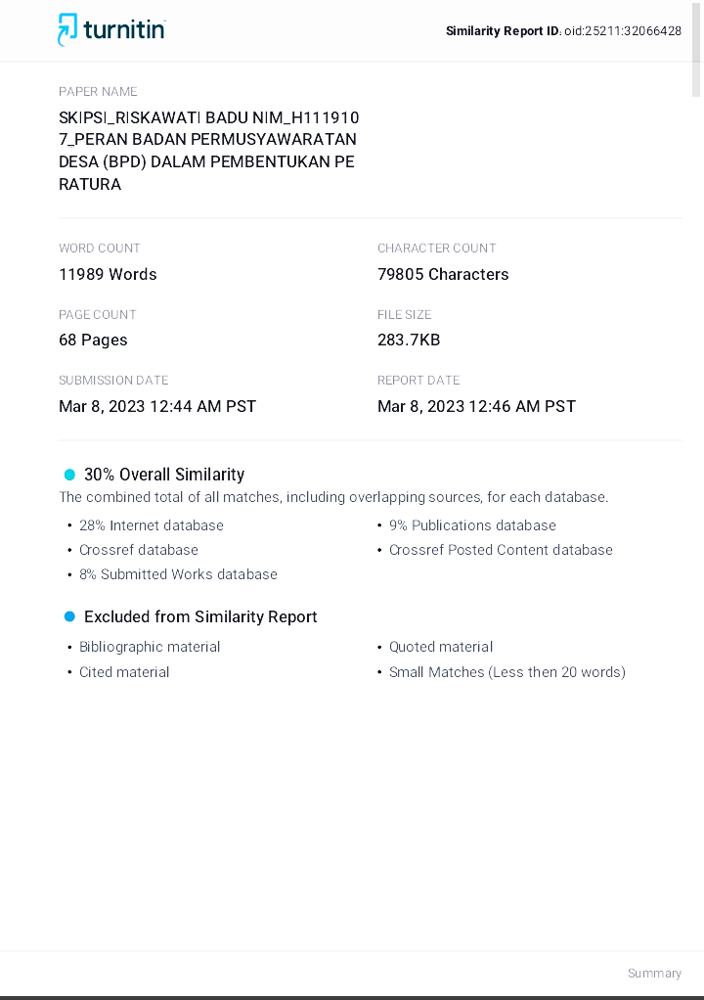 turnitin
Similarity Report ID: oid:25211:32066428
PAPER NAME
SKIPSI_RISKAWATI BADU NIM_H111910
7_PERAN BADAN PERMUSYAWARATAN
DESA (BPD) DALAM PEMBENTUKAN PE
RATURA
WORD COUNT
CHARACTER COUNT
11989 Words
79805 Characters
PAGE COUNT
FILE SIZE
68 Pages
283.7KB
SUBMISSION DATE
REPORT DATE
Mar 8, 2023 12:44 AM PST
Mar 8, 2023 12:46 AM PST
30% Overall Similarity
The combined total of all matches, including overlapping sources, for each database.
• 28% Internet database
• 9% Publications database
• Crossref database
• Crossref Posted Content database
• 8% Submitted Works database
Excluded from Similarity Report
• Bibliographic material
• Quoted material
• Cited material
• Small Matches (Less then 20 words)
Summary